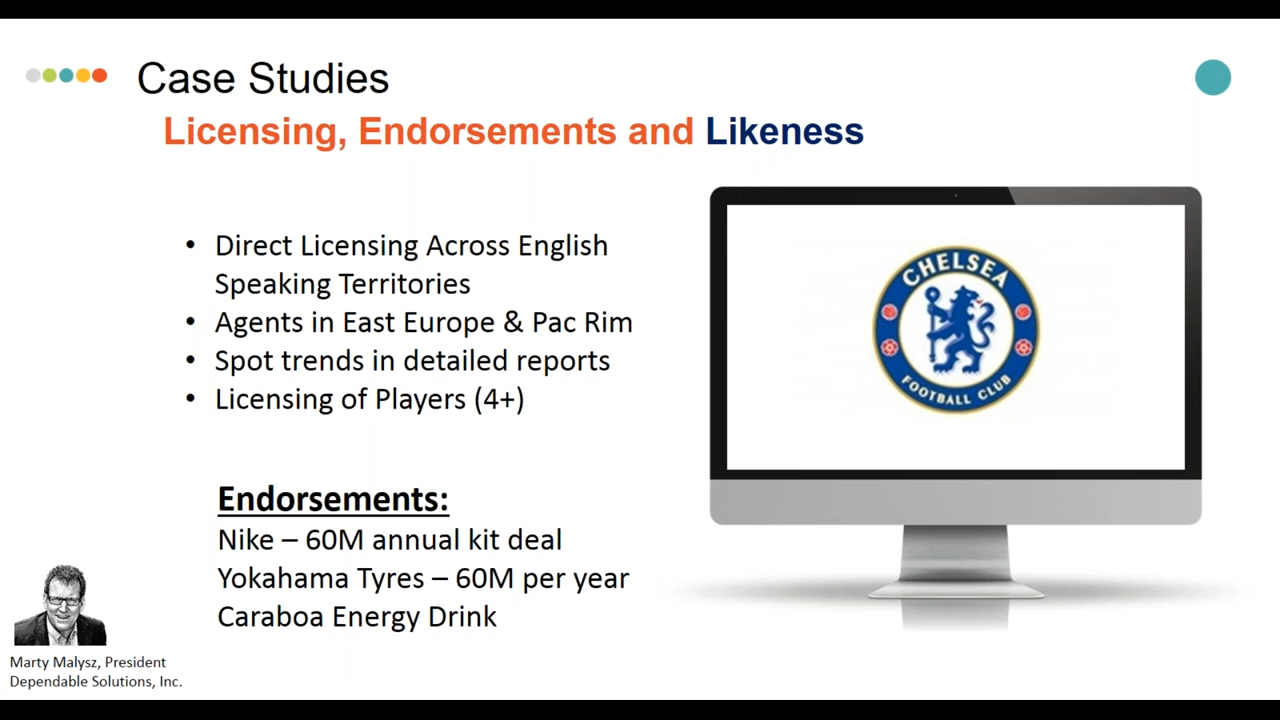 Case Studies
Licensing, Endorsements and Likeness
• Direct Licensing Across English
Speaking Territories
• Agents in East Europe & Pac Rim
• Spot trends in detailed reports
• Licensing of Players (4+)
CHELSEA
FOOTBALL CLUB
Endorsements:
Nike – 60M annual kit deal
Yokahama Tyres – 60M per year
Caraboa Energy Drink
Marty Malysz, President
Dependable Solutions, Inc.